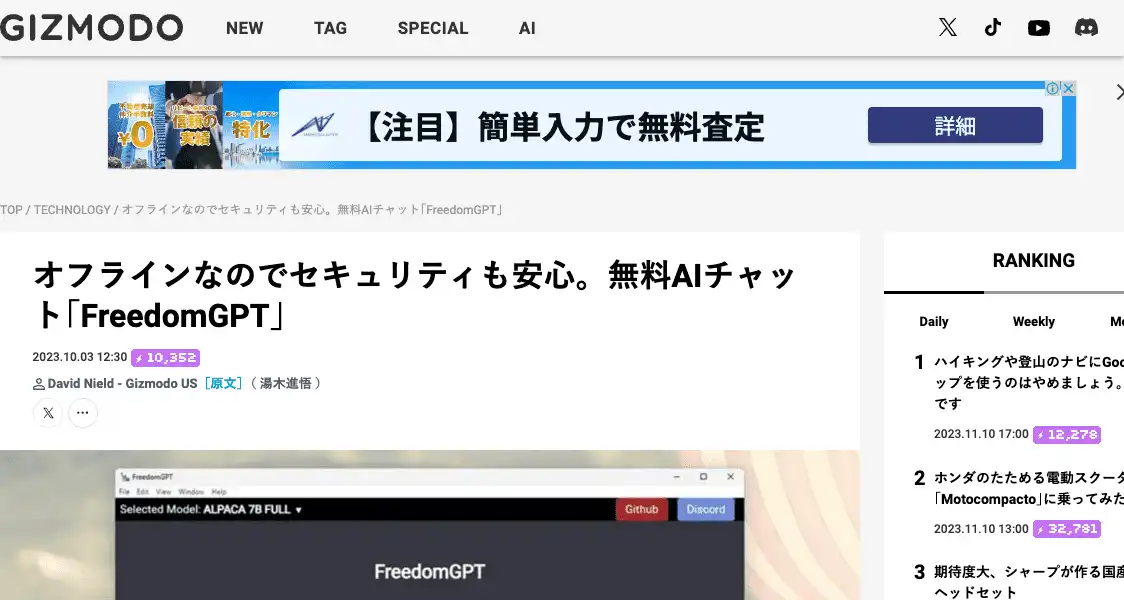 GIZMODO
NEW
TAG
SPECIAL
AI
¥0
信頼の
実績
特化
【注目】簡単入力で無料査定
詳細
TOP / TECHNOLOGY / オフラインなのでセキュリティも安心。無料AIチャット「FreedomGPT」
オフラインなのでセキュリティも安心。無料AIチャッ
ト「FreedomGPT」
2023.10.03 12:30 10,352
David Nield - Gizmodo US［原文］（ 湯木進悟 ）
FreedomGPT
File Edit View Window Help
Selected Model: ALPACA 7B FULL ▼
Github
Discord
FreedomGPT
RANKING
Daily
Weekly
1 ハイキングや登山のナビにGoo
ップを使うのはやめましょう。
です
2023.11.10 17:00 12,278
2 ホンダのたためる電動スクータ
「Motocompacto」に乗ってみた
2023.11.10 13:00 32,781
3 期待度大、シャープが作る国産
ヘッドセット